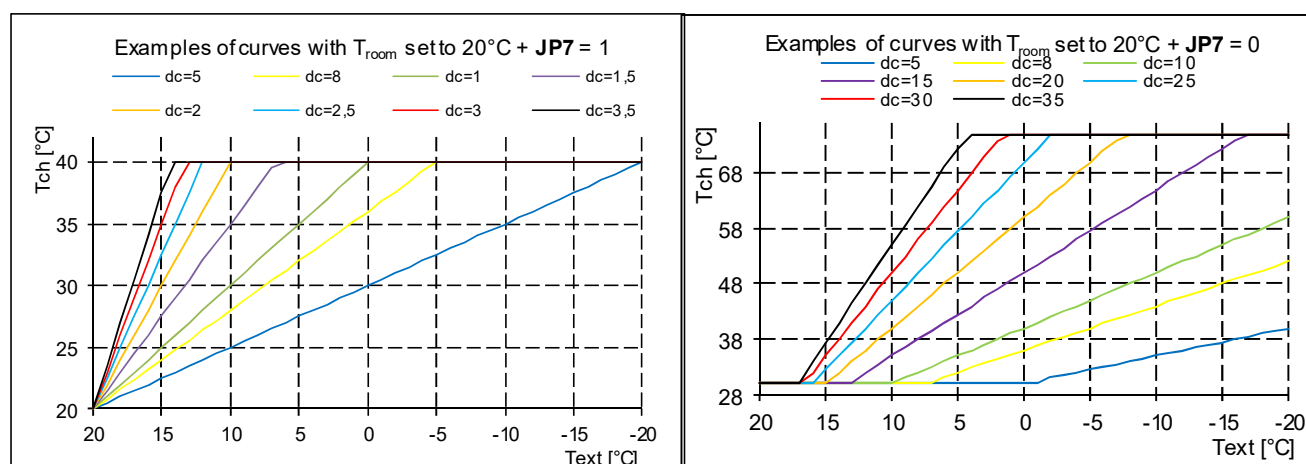 Examples of curves with Troom set to 20°C + JP7 = 1
dc=5 dc=8 dc=1 dc=1,5
dc=2 dc=2,5 dc=3 dc=3,5
Tch [°C]
40
35
30
25
20
20 15 10 5 0 -5 -10 -15 -20
Text [°C]
Examples of curves with Troom set to 20°C + JP7 = 0
dc=5 dc=8 dc=10
dc=15 dc=20 dc=25
dc=30 dc=35
Tch [°C]
68
58
48
38
28
20 15 10 5 0 -5 -10 -15 -20
Text [°C]